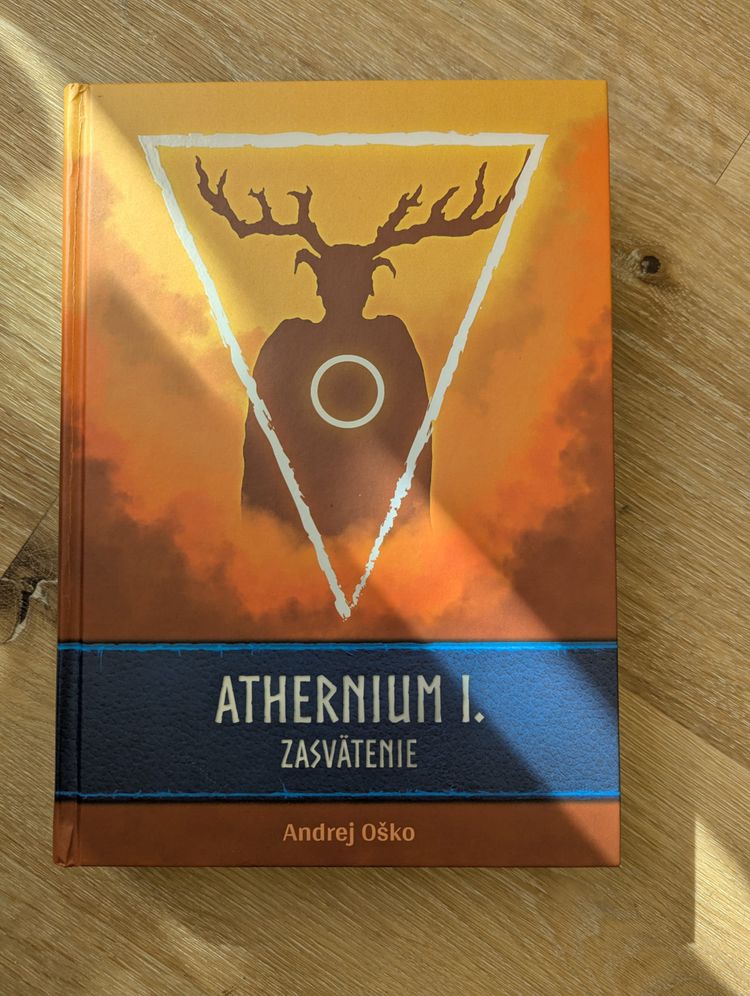 ATHERNIUM I.
ZASVÄTENIE
Andrej Oško